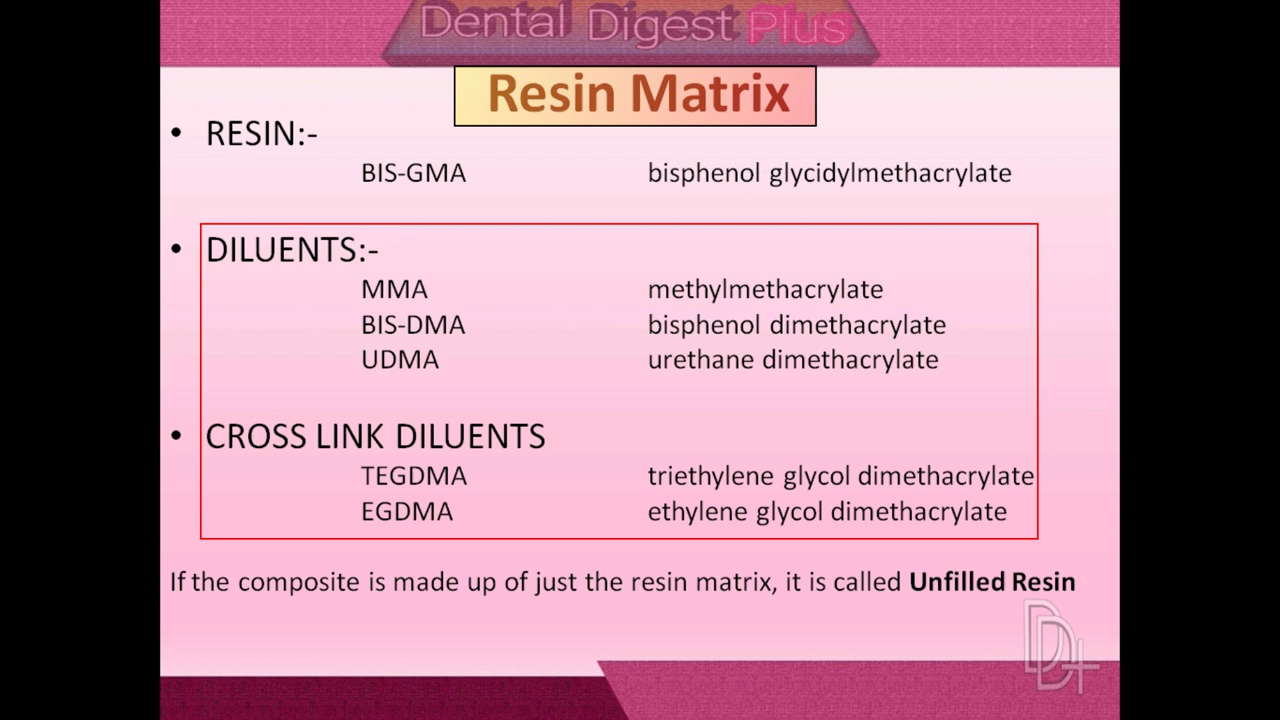 Dental Digest Plus
Resin Matrix
• RESIN:-
BIS-GMA bisphenol glycidylmethacrylate
• DILUENTS:-
MMA methylmethacrylate
BIS-DMA bisphenol dimethacrylate
UDMA urethane dimethacrylate
• CROSS LINK DILUENTS
TEGDMA triethylene glycol dimethacrylate
EGDMA ethylene glycol dimethacrylate
If the composite is made up of just the resin matrix, it is called Unfilled Resin
DD+